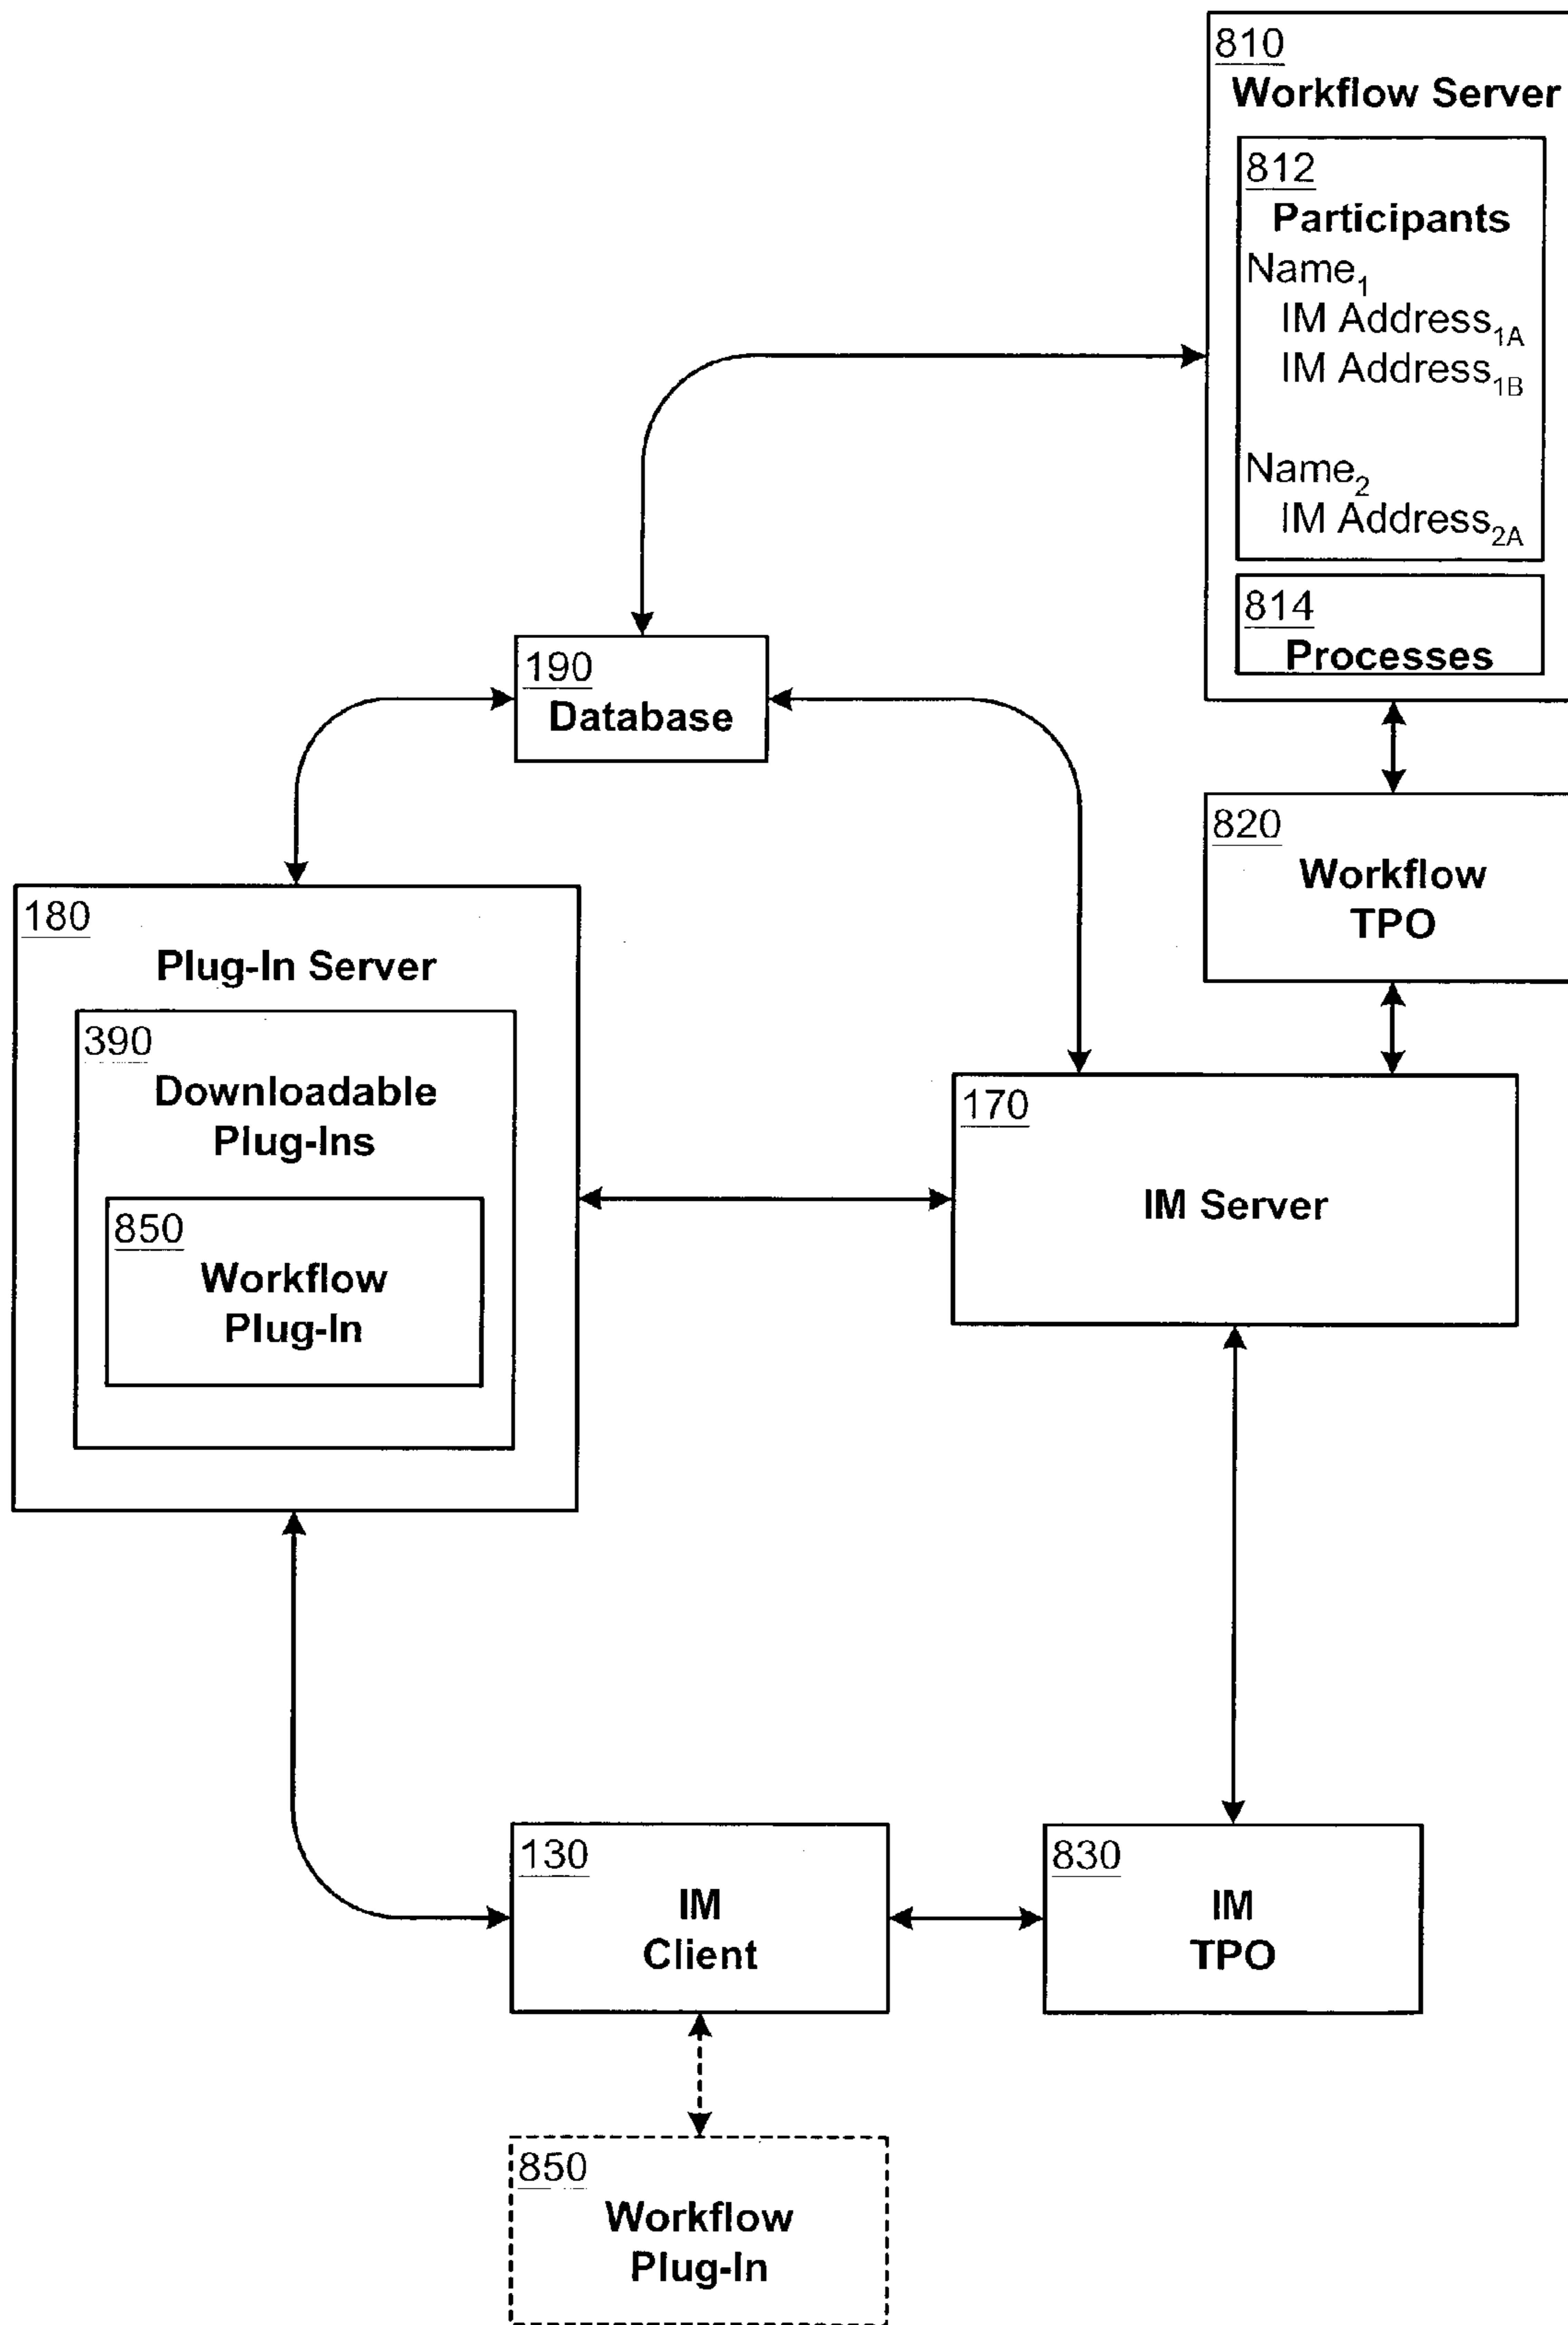 810
Workflow Server
812
Participants
Name1
IM Address1A
IM Address1B
Name2
IM Address2A
814
Processes
190
Database
820
Workflow
TPO
180
Plug-In Server
390
Downloadable
Plug-Ins
850
Workflow
Plug-In
170
IM Server
130
IM
Client
830
IM
TPO
850
Workflow
Plug-In